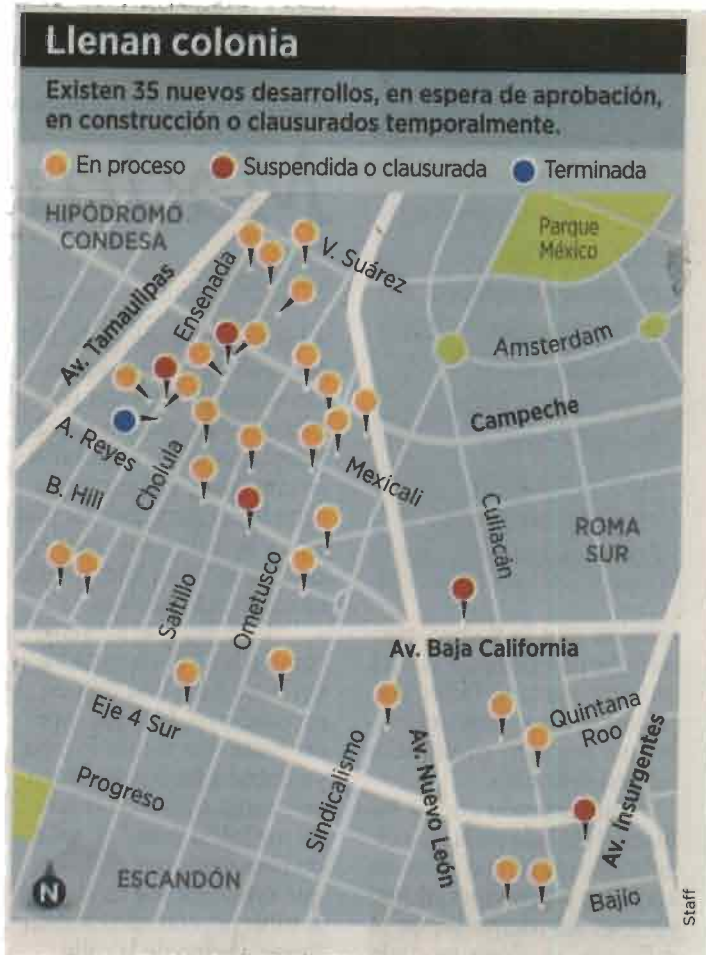 Llenan colonia
Existen 35 nuevos desarrollos, en espera de aprobación,
en construcción o clausurados temporalmente.
En proceso
Suspendida o clausurada
Terminada
HIPÓDROMO
CONDESA
Parque
México
V. Suárez
Ensenada
Av. Tamaulipas
Amsterdam
Campeche
A. Reyes
Cholula
Mexicali
B. Hill
Culiacán
ROMA
SUR
Saltillo
Ometusco
Av. Baja California
Eje 4 Sur
Quintana
Roo
Progreso
Sindicalismo
Av. Nuevo León
Av. Insurgentes
ESCANDÓN
N
Bajío
Staff